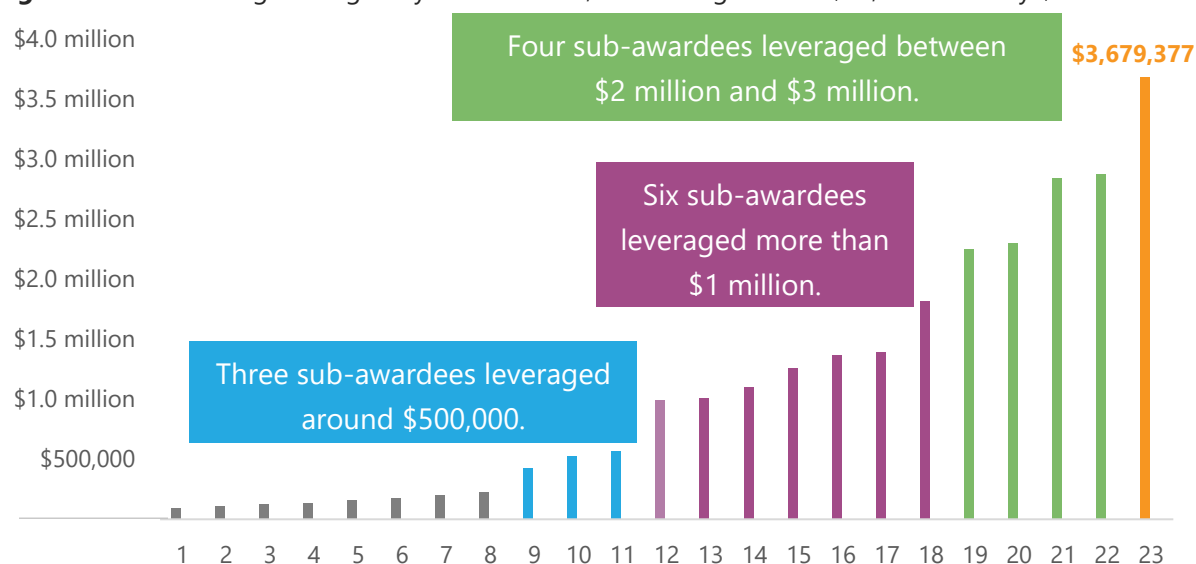 $4.0 million
$3.5 million
$3.0 million
$2.5 million
$2.0 million
$1.5 million
$1.0 million
$500,000
Four sub-awardees leveraged between
$2 million and $3 million.
$3,679,377
Six sub-awardees
leveraged more than
$1 million.
Three sub-awardees leveraged
around $500,000.
1 2 3 4 5 6 7 8 9 10 11 12 13 14 15 16 17 18 19 20 21 22 23